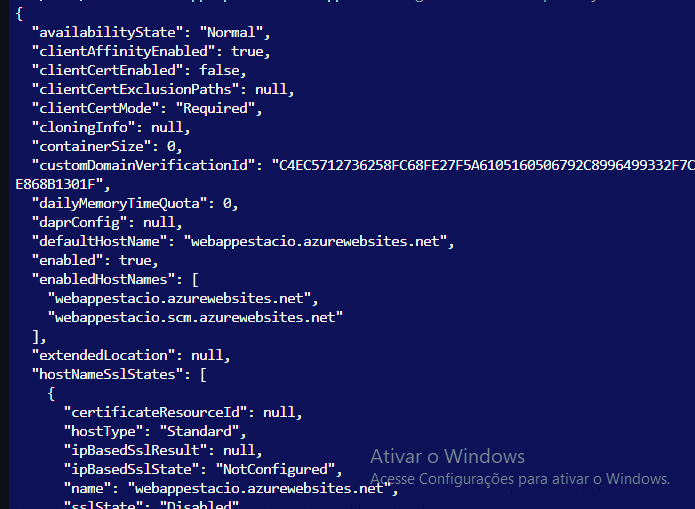 {
"availabilityState": "Normal",
"clientAffinityEnabled": true,
"clientCertEnabled": false,
"clientCertExclusionPaths": null,
"clientCertMode": "Required",
"cloningInfo": null,
"containerSize": 0,
"customDomainVerificationId": "C4EC5712736258FC68FE27F5A6105160506792C8996499332F7C
E868B1301F",
"dailyMemoryTimeQuota": 0,
"daprConfig": null,
"defaultHostName": "webappestacio.azurewebsites.net",
"enabled": true,
"enabledHostNames": [
"webappestacio.azurewebsites.net",
"webappestacio.scm.azurewebsites.net"
],
"extendedLocation": null,
"hostNameSslStates": [
{
"certificateResourceId": null,
"hostType": "Standard",
"ipBasedSslResult": null,
"ipBasedSslState": "NotConfigured",
"name": "webappestacio.azurewebsites.net",
"sslState": "Disabled"
Ativar o Windows
Acesse Configurações para ativar o Windows.